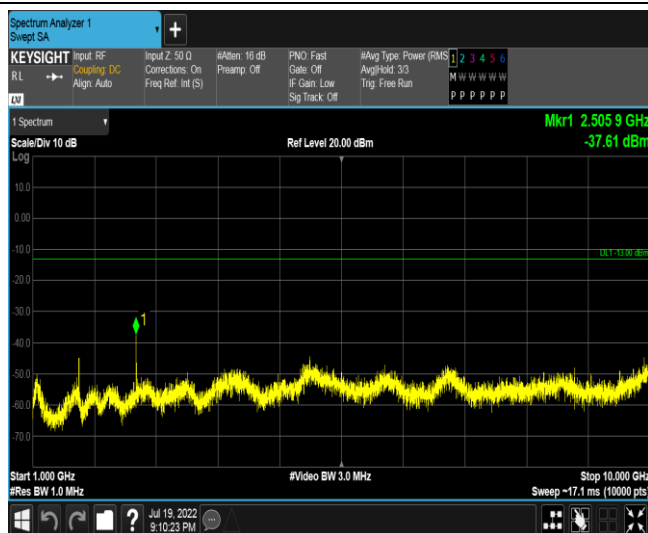 Spectrum Analyzer 1
Swept SA
+
KEYSIGHT Input: RF Input Z: 50 Ω #Atten: 16 dB PNO: Fast #Avg Type: Power (RMS 1 2 3 4 5 6
RL Coupling: DC Corrections: On Preamp: Off Gate: Off Avg|Hold: 3/3 M W W W W W
Align: Auto Freq Ref: Int (S) IF Gain: Low Trig: Free Run
Sig Track: Off P P P P P P
LXI
1 Spectrum Mkr1 2.505 9 GHz
Scale/Div 10 dB Ref Level 20.00 dBm -37.61 dBm
Log
10.0
0.00
-10.0 DL1 -13.00 dBm
-20.0
-30.0
1
-40.0
-50.0
-60.0
-70.0
Start 1.000 GHz #Video BW 3.0 MHz Stop 10.000 GHz
#Res BW 1.0 MHz Sweep ~17.1 ms (10000 pts)
? Jul 19, 2022
9:10:23 PM